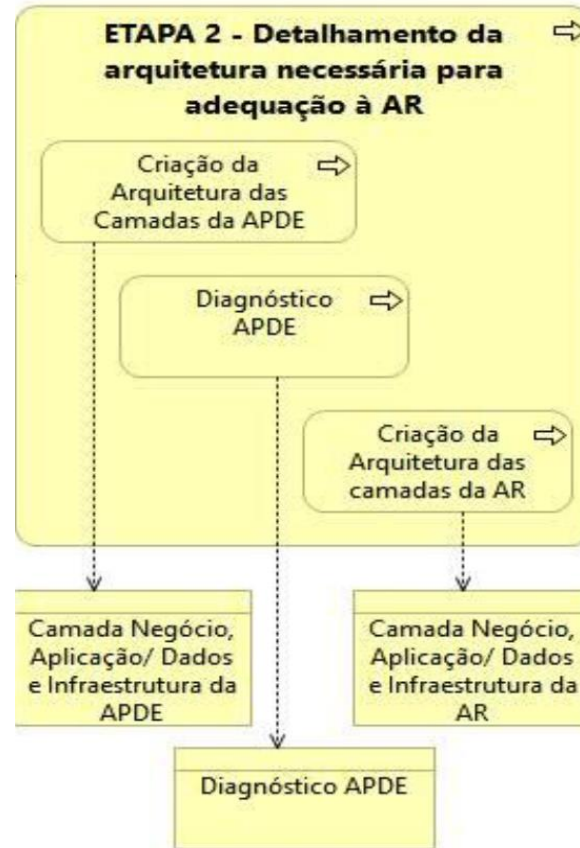 ETAPA 2 - Detalhamento da
arquitetura necessária para
adequação à AR
Criação da
Arquitetura das
Camadas da APDE
Diagnóstico
APDE
Criação da
Arquitetura das
camadas da AR
Camada Negócio,
Aplicação/ Dados
e Infraestrutura da
APDE
Camada Negócio,
Aplicação/ Dados
e Infraestrutura da
AR
Diagnóstico APDE